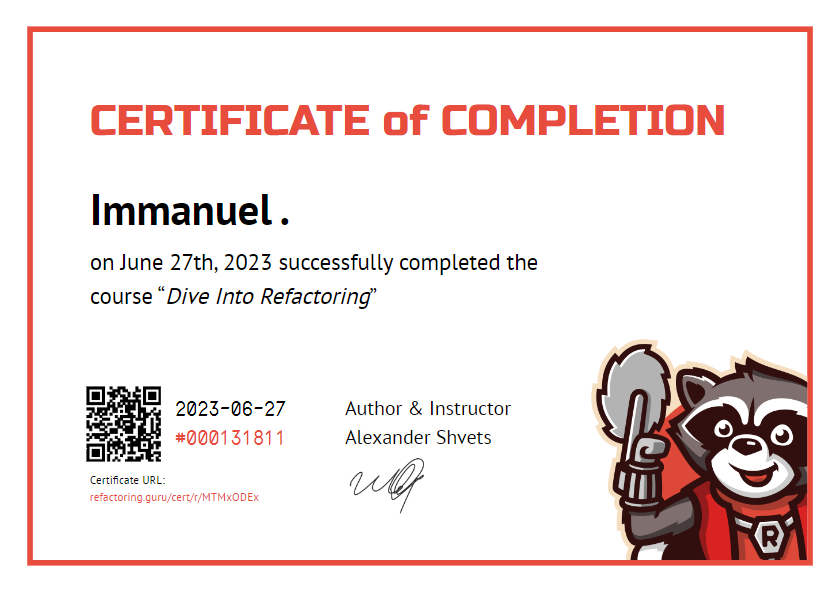 CERTIFICATE of COMPLETION
Immanuel .
on June 27th, 2023 successfully completed the
course “Dive Into Refactoring”
2023-06-27
#000131811
Author & Instructor
Alexander Shvets
Certificate URL:
refactoring.guru/cert/r/MTMxODEx
R